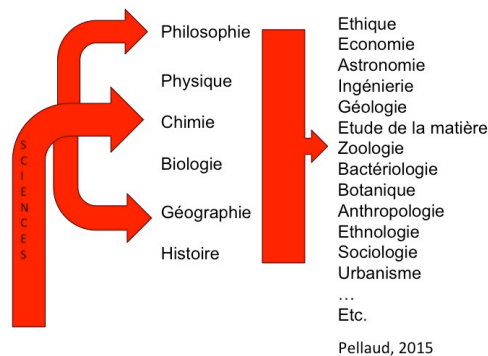 SCIENCES
Philosophie
Physique
Chimie
Biologie
Géographie
Histoire
Ethique
Economie
Astronomie
Ingénierie
Géologie
Etude de la matière
Zoologie
Bactériologie
Botanique
Anthropologie
Ethnologie
Sociologie
Urbanisme
…
Etc.
Pellaud, 2015